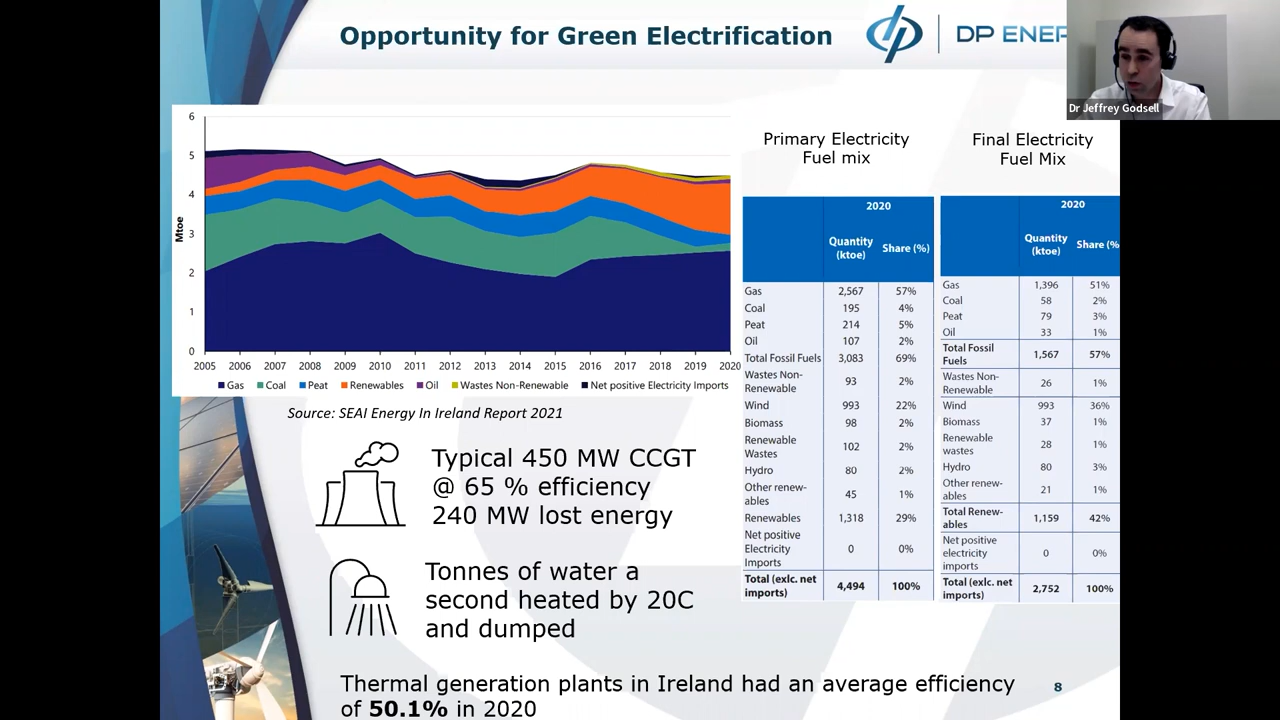 Opportunity for Green Electrification
DP ENER
Dr Jeffrey Godsell
6
5
4
3
2
1
0
Mtoe
2005 2006 2007 2008 2009 2010 2011 2012 2013 2014 2015 2016 2017 2018 2019 2020
Gas Coal Peat Renewables Oil Wastes Non-Renewable Net positive Electricity Imports
Source: SEAI Energy In Ireland Report 2021
Typical 450 MW CCGT
@ 65 % efficiency
240 MW lost energy
Tonnes of water a
second heated by 20C
and dumped
Primary Electricity
Fuel mix
2020
Quantity
(ktoe)
Share (%)
Gas 2,567 57%
Coal 195 4%
Peat 214 5%
Oil 107 2%
Total Fossil Fuels 3,083 69%
Wastes Non-
Renewable 93 2%
Wind 993 22%
Biomass 98 2%
Renewable
Wastes 102 2%
Hydro 80 2%
Other renew-
ables 45 1%
Renewables 1,318 29%
Net positive
Electricity
Imports 0 0%
Total (exlc. net
imports) 4,494 100%
Final Electricity
Fuel Mix
2020
Quantity
(ktoe)
Share (%
Gas 1,396 51%
Coal 58 2%
Peat 79 3%
Oil 33 1%
Total Fossil
Fuels 1,567 57%
Wastes Non-
Renewable 26 1%
Wind 993 36%
Biomass 37 1%
Renewable
wastes 28 1%
Hydro 80 3%
Other renew-
ables 21 1%
Total Renew-
ables 1,159 42%
Net positive
electricity
imports 0 0%
Total (exlc. net
imports) 2,752 100%
Thermal generation plants in Ireland had an average efficiency
of 50.1% in 2020
8